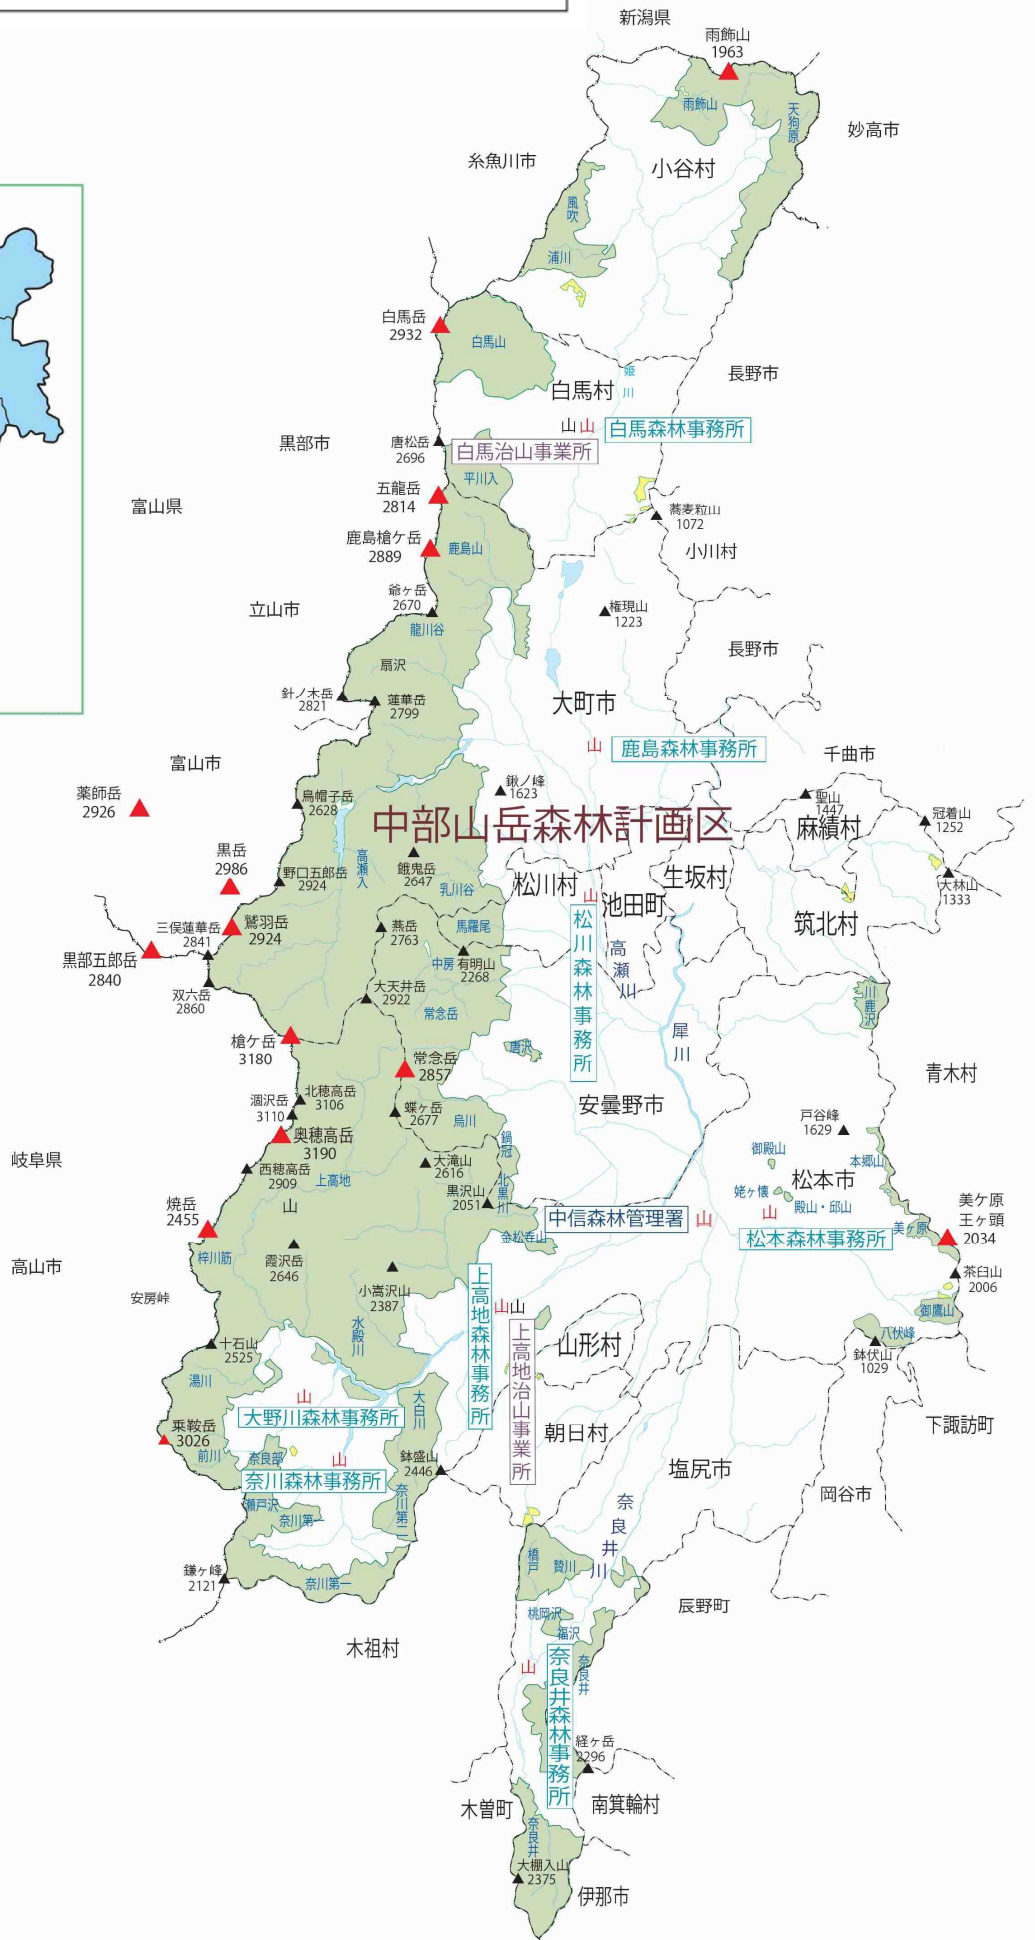 新潟県
雨飾山
1963
雨飾山
天狗原
妙高市
糸魚川市
小谷村
風吹
浦川
白馬岳
2932
白馬山
姫川
長野市
白馬村
山山
白馬森林事務所
黒部市
唐松岳
2696
白馬治山事業所
平川入
五龍岳
2814
富山県
蕎麦粒山
1072
鹿島槍ケ岳
2889
鹿島山
小川村
爺ヶ岳
2670
立山市
権現山
1223
龍川谷
長野市
扇沢
針ノ木岳
2821
蓮華岳
2799
大町市
山
鹿島森林事務所
千曲市
富山市
薬師岳
2926
烏帽子岳
2628
鍬ノ峰
1623
聖山
1447
冠着山
1252
中部山岳森林計画区
麻績村
黒岳
2986
高瀬入
餓鬼岳
2647
野口五郎岳
2924
乳川谷
松川村
山
池田町
生坂村
大林山
1333
筑北村
鷲羽岳
2924
三俣蓮華岳
2841
燕岳
2763
馬羅尾
松川森林事務所
高瀬川
黒部五郎岳
2840
中房
有明山
2268
双六岳
2860
大天井岳
2922
常念岳
川鹿沢
槍ケ岳
3180
唐沢
犀川
常念岳
2857
青木村
北穂高岳
3106
涸沢岳
3110
蝶ヶ岳
2677
烏川
安曇野市
戸谷峰
1629
奥穂高岳
3190
鍋冠
御殿山
本郷山
岐阜県
西穂高岳
2909
上高地
大滝山
2616
北黒川
松本市
黒沢山
2051
姥ヶ懐
殿山・邱山
焼岳
2455
山
中信森林管理署
山
山
美ケ原
王ヶ頭
2034
美ヶ原
松本森林事務所
金松寺山
梓川筋
霞沢岳
2646
高山市
小嵩沢山
2387
茶臼山
2006
安房峠
上高地森林事務所
山山
御鷹山
水殿川
上高地治山事業所
山形村
八伏峰
鉢伏山
1029
十石山
2525
湯川
山
大白川
大野川森林事務所
朝日村
下諏訪町
乗鞍岳
3026
前川
奈良部
山
鉢盛山
2446
塩尻市
奈川森林事務所
岡谷市
瀬戸沢
奈川第一
奈川第二
奈良井川
橋戸
贄川
鎌ヶ峰
2121
奈川第一
辰野町
桃岡沢
福沢
木祖村
山
奈良井森林事務所
奈良井
経ヶ岳
2296
木曽町
南箕輪村
奈良井
大棚入山
2375
伊那市